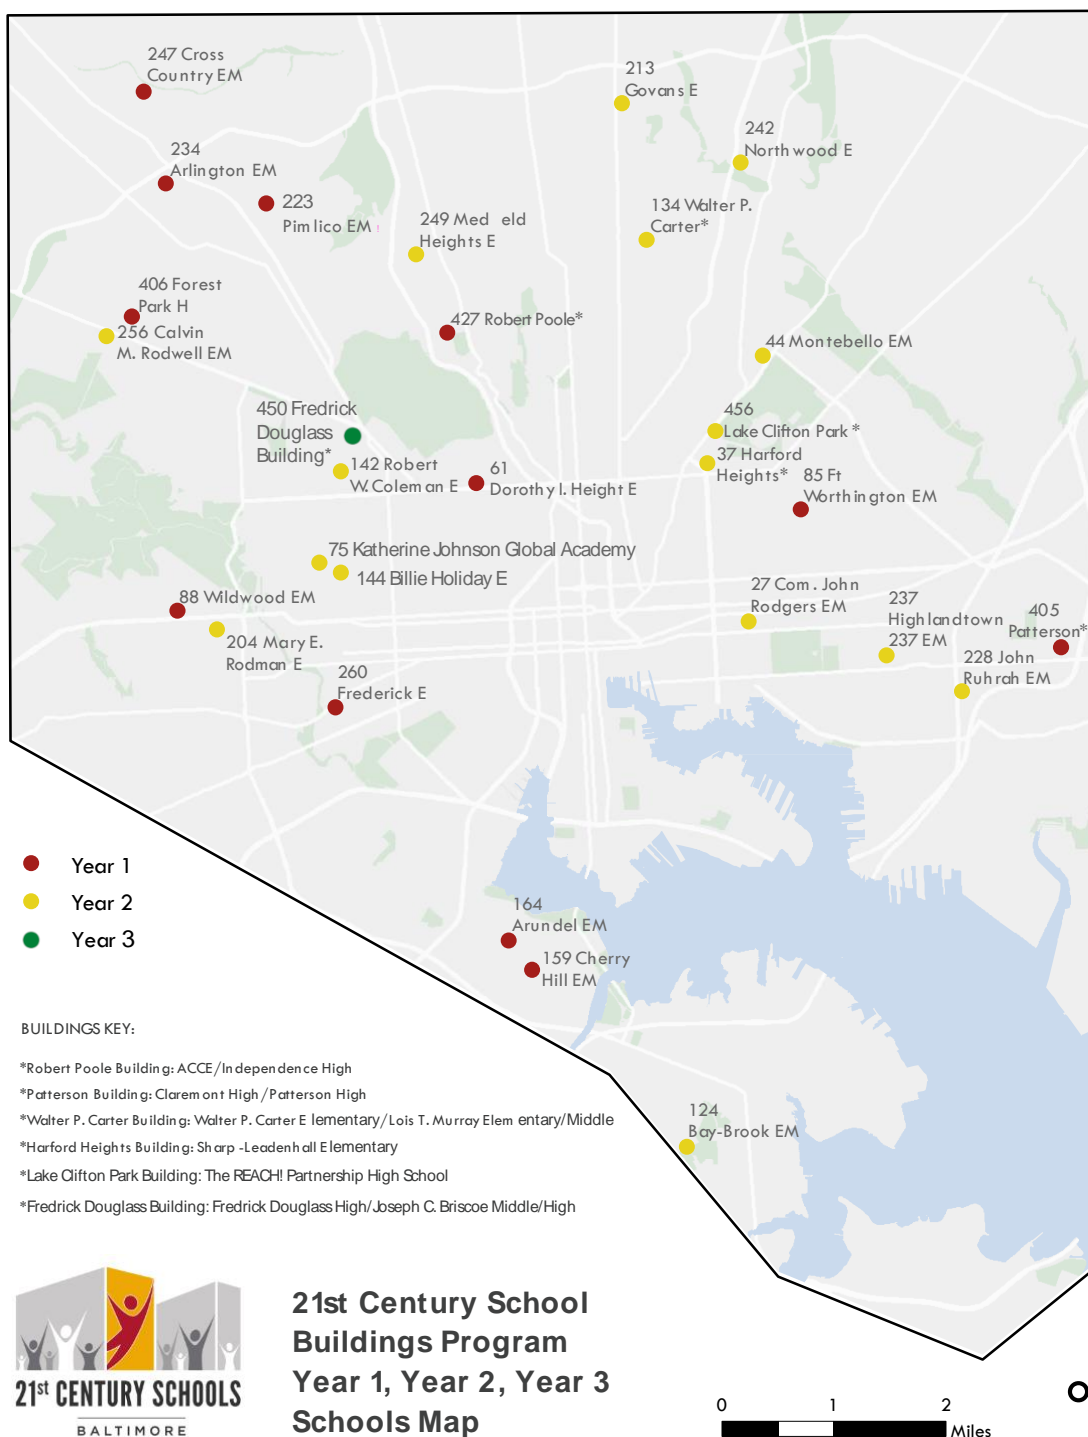 247 Cross
Country EM
213
Govans E
242
Northwood E
234
Arlington EM
223
Pimlico EM
249 Med eld
Heights E
134 Walter P.
Carter*
406 Forest
Park H
256 Calvin
M. Rodwell EM
427 Robert Poole*
44 Montebello EM
450 Fredrick
Douglass
Building*
142 Robert
W. Coleman E
61
Dorothy I. Height E
456
Lake Clifton Park *
37 Harford
Heights*
85 Ft
Worthington EM
75 Katherine Johnson Global Academy
144 Billie Holiday E
88 Wildwood EM
204 Mary E.
Rodman E
260
Frederick E
27 Com. John
Rodgers EM
237
Highlandtown
237 EM
405
Patterson*
228 John
Ruhrah EM
Year 1
Year 2
Year 3
164
Arundel EM
159 Cherry
Hill EM
124
Bay-Brook EM
BUILDINGS KEY:
*Robert Poole Building: ACCE/Independence High
*Patterson Building: Claremont High/Patterson High
*Walter P. Carter Building: Walter P. Carter E lementary/Lois T. Murray Elem entary/Middle
*Harford Heights Building: Sharp -Leadenhall Elementary
*Lake Clifton Park Building: The REACH! Partnership High School
*Fredrick Douglass Building: Fredrick Douglass High/Joseph C. Briscoe Middle/High
21st CENTURY SCHOOLS
BALTIMORE
21st Century School
Buildings Program
Year 1, Year 2, Year 3
Schools Map
0 1 2
Miles